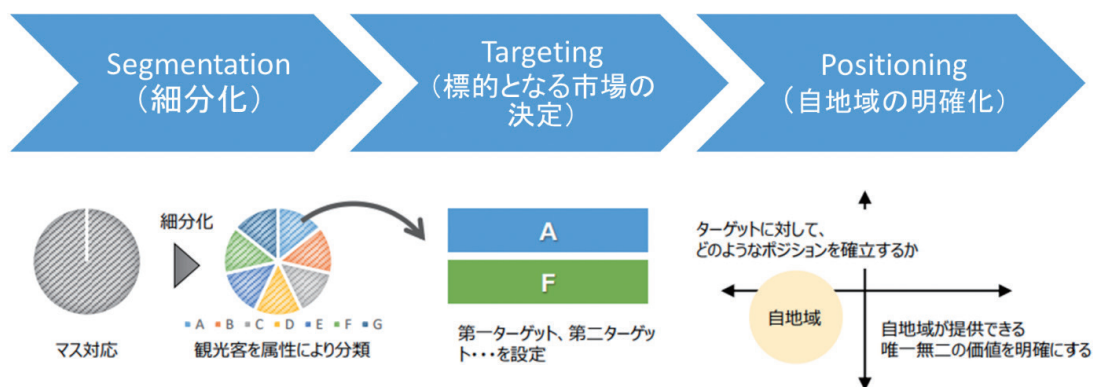 Segmentation
（細分化）
Targeting
（標的となる市場の
決定）
Positioning
（自地域の明確化）
細分化
マス対応
A B C D E F G
観光客を属性により分類
A
F
第一ターゲット、第二ターゲッ
ト・・・を設定
ターゲットに対して、
どのようなポジションを確立するか
自地域
自地域が提供できる
唯一無二の価値を明確にする